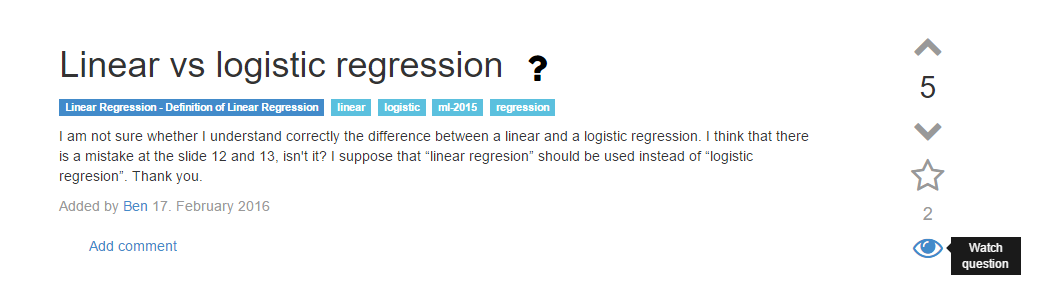 Linear vs logistic regression ?
Linear Regression - Definition of Linear Regression linear logistic ml-2015 regression
I am not sure whether I understand correctly the difference between a linear and a logistic regression. I think that there
is a mistake at the slide 12 and 13, isn't it? I suppose that “linear regresion” should be used instead of “logistic
regresion”. Thank you.
Added by Ben 17. February 2016
Add comment
5
2
Watch
question